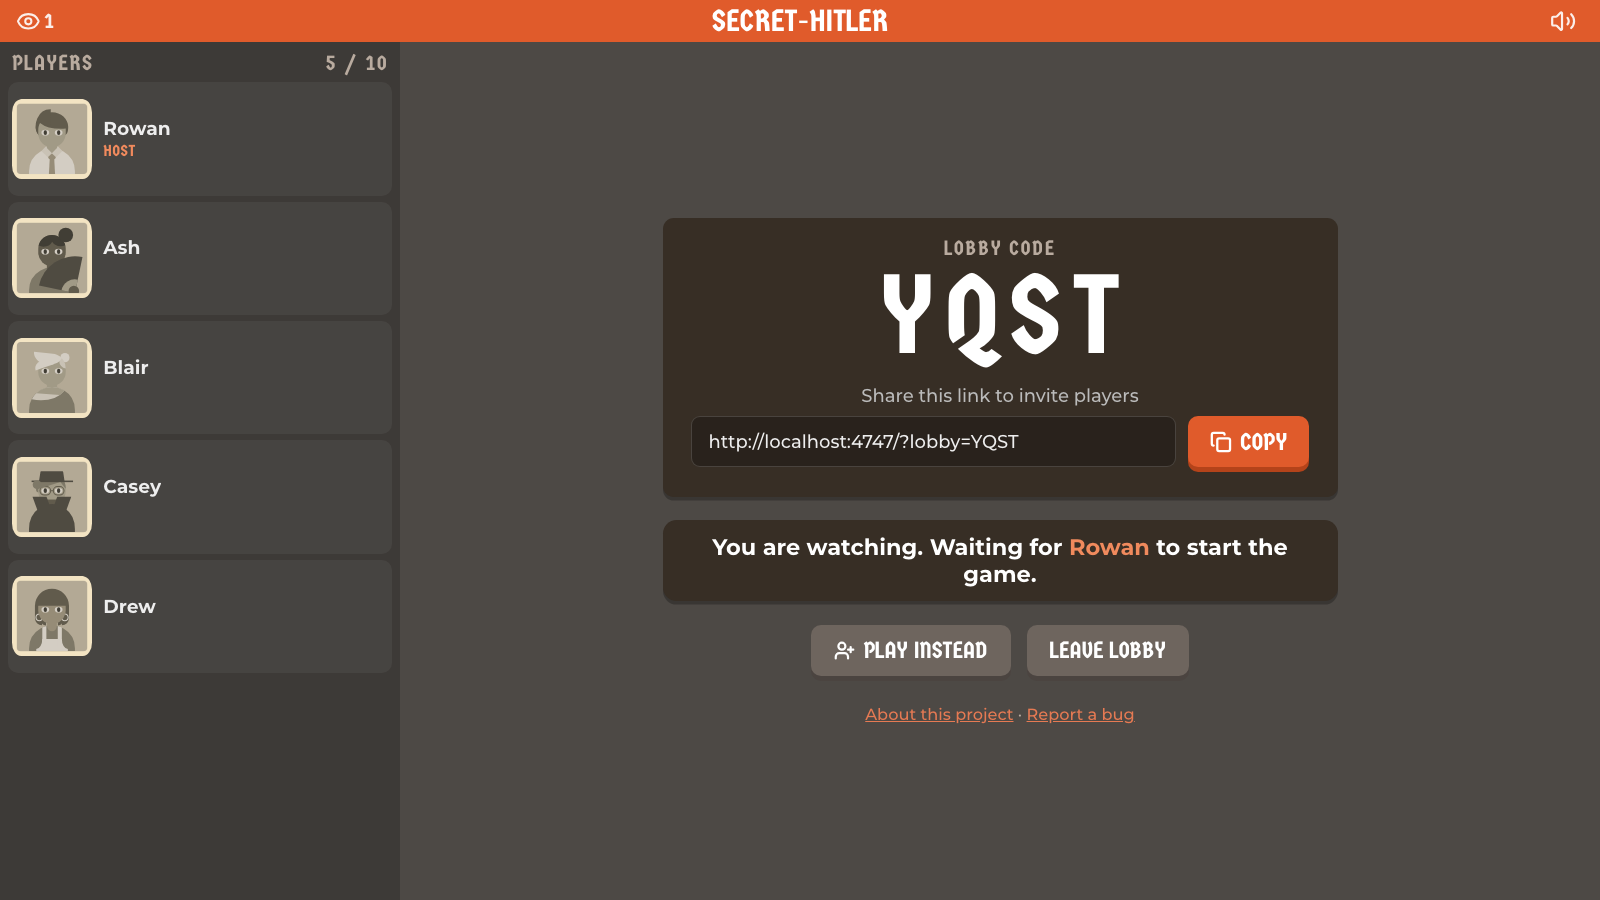 1
SECRET-HITLER
PLAYERS 5 / 10
Rowan
HOST
Ash
Blair
Casey
Drew
LOBBY CODE
YQST
Share this link to invite players
http://localhost:4747/?lobby=YQST
COPY
You are watching. Waiting for Rowan to start the
game.
PLAY INSTEAD
LEAVE LOBBY
About this project · Report a bug